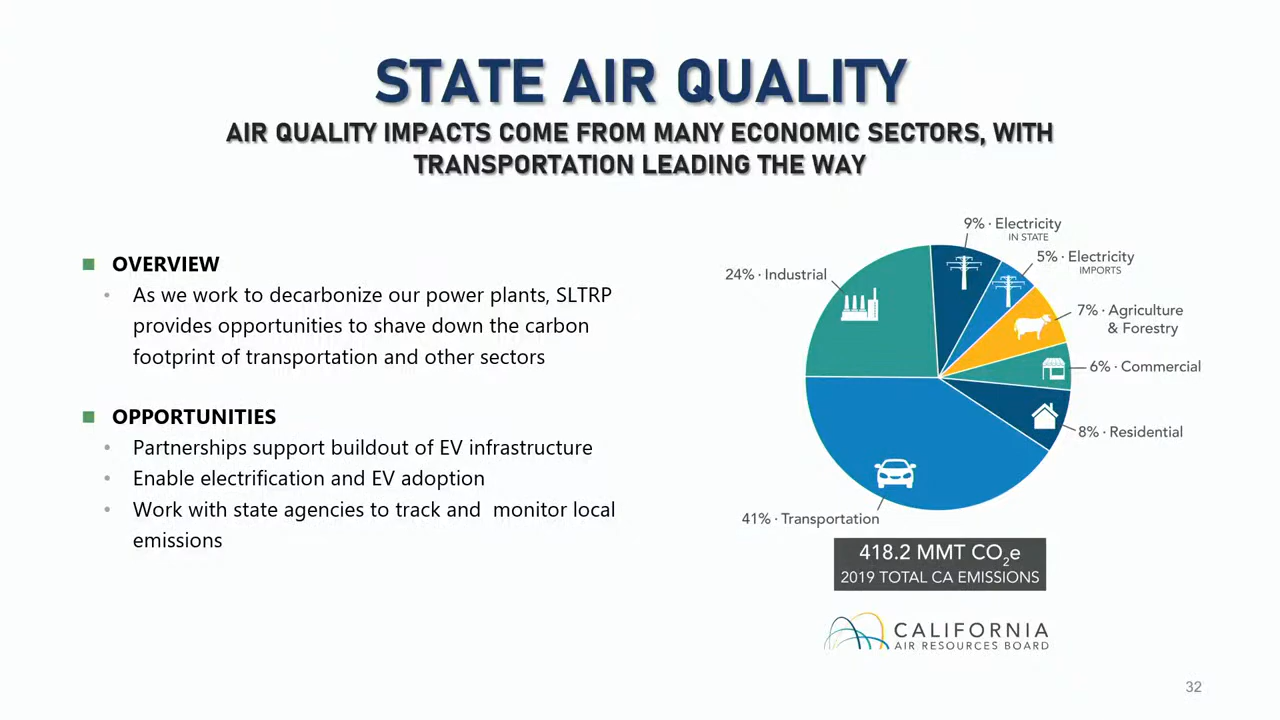 STATE AIR QUALITY
AIR QUALITY IMPACTS COME FROM MANY ECONOMIC SECTORS, WITH
TRANSPORTATION LEADING THE WAY
OVERVIEW
As we work to decarbonize our power plants, SLTRP
provides opportunities to shave down the carbon
footprint of transportation and other sectors
OPPORTUNITIES
Partnerships support buildout of EV infrastructure
Enable electrification and EV adoption
Work with state agencies to track and  monitor local
emissions
9% · Electricity
IN STATE
5% · Electricity
IMPORTS
24% · Industrial
7% · Agriculture
& Forestry
6% · Commercial
8% · Residential
41% · Transportation
418.2 MMT CO₂e
2019 TOTAL CA EMISSIONS
CALIFORNIA
AIR RESOURCES BOARD
32